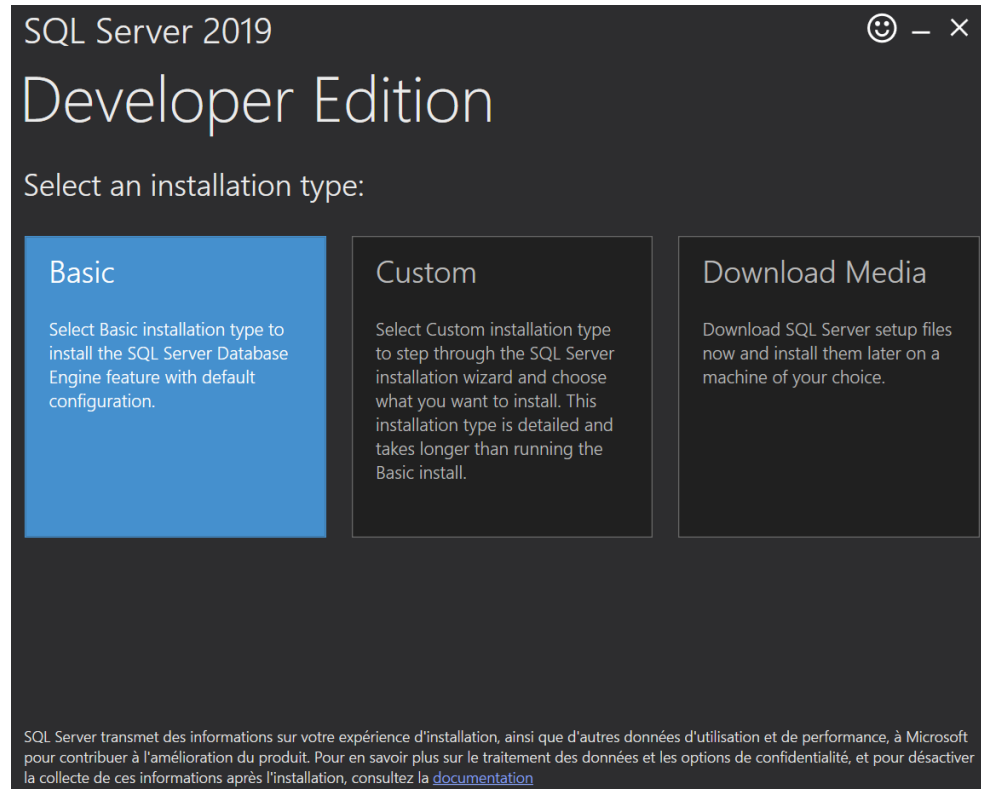 SQL Server 2019
Developer Edition
Select an installation type:
Basic
Select Basic installation type to
install the SQL Server Database
Engine feature with default
configuration.
Custom
Select Custom installation type
to step through the SQL Server
installation wizard and choose
what you want to install. This
installation type is detailed and
takes longer than running the
Basic install.
Download Media
Download SQL Server setup files
now and install them later on a
machine of your choice.
SQL Server transmet des informations sur votre expérience d'installation, ainsi que d'autres données d'utilisation et de performance, à Microsoft
pour contribuer à l'amélioration du produit. Pour en savoir plus sur le traitement des données et les options de confidentialité, et pour désactiver
la collecte de ces informations après l'installation, consultez la documentation